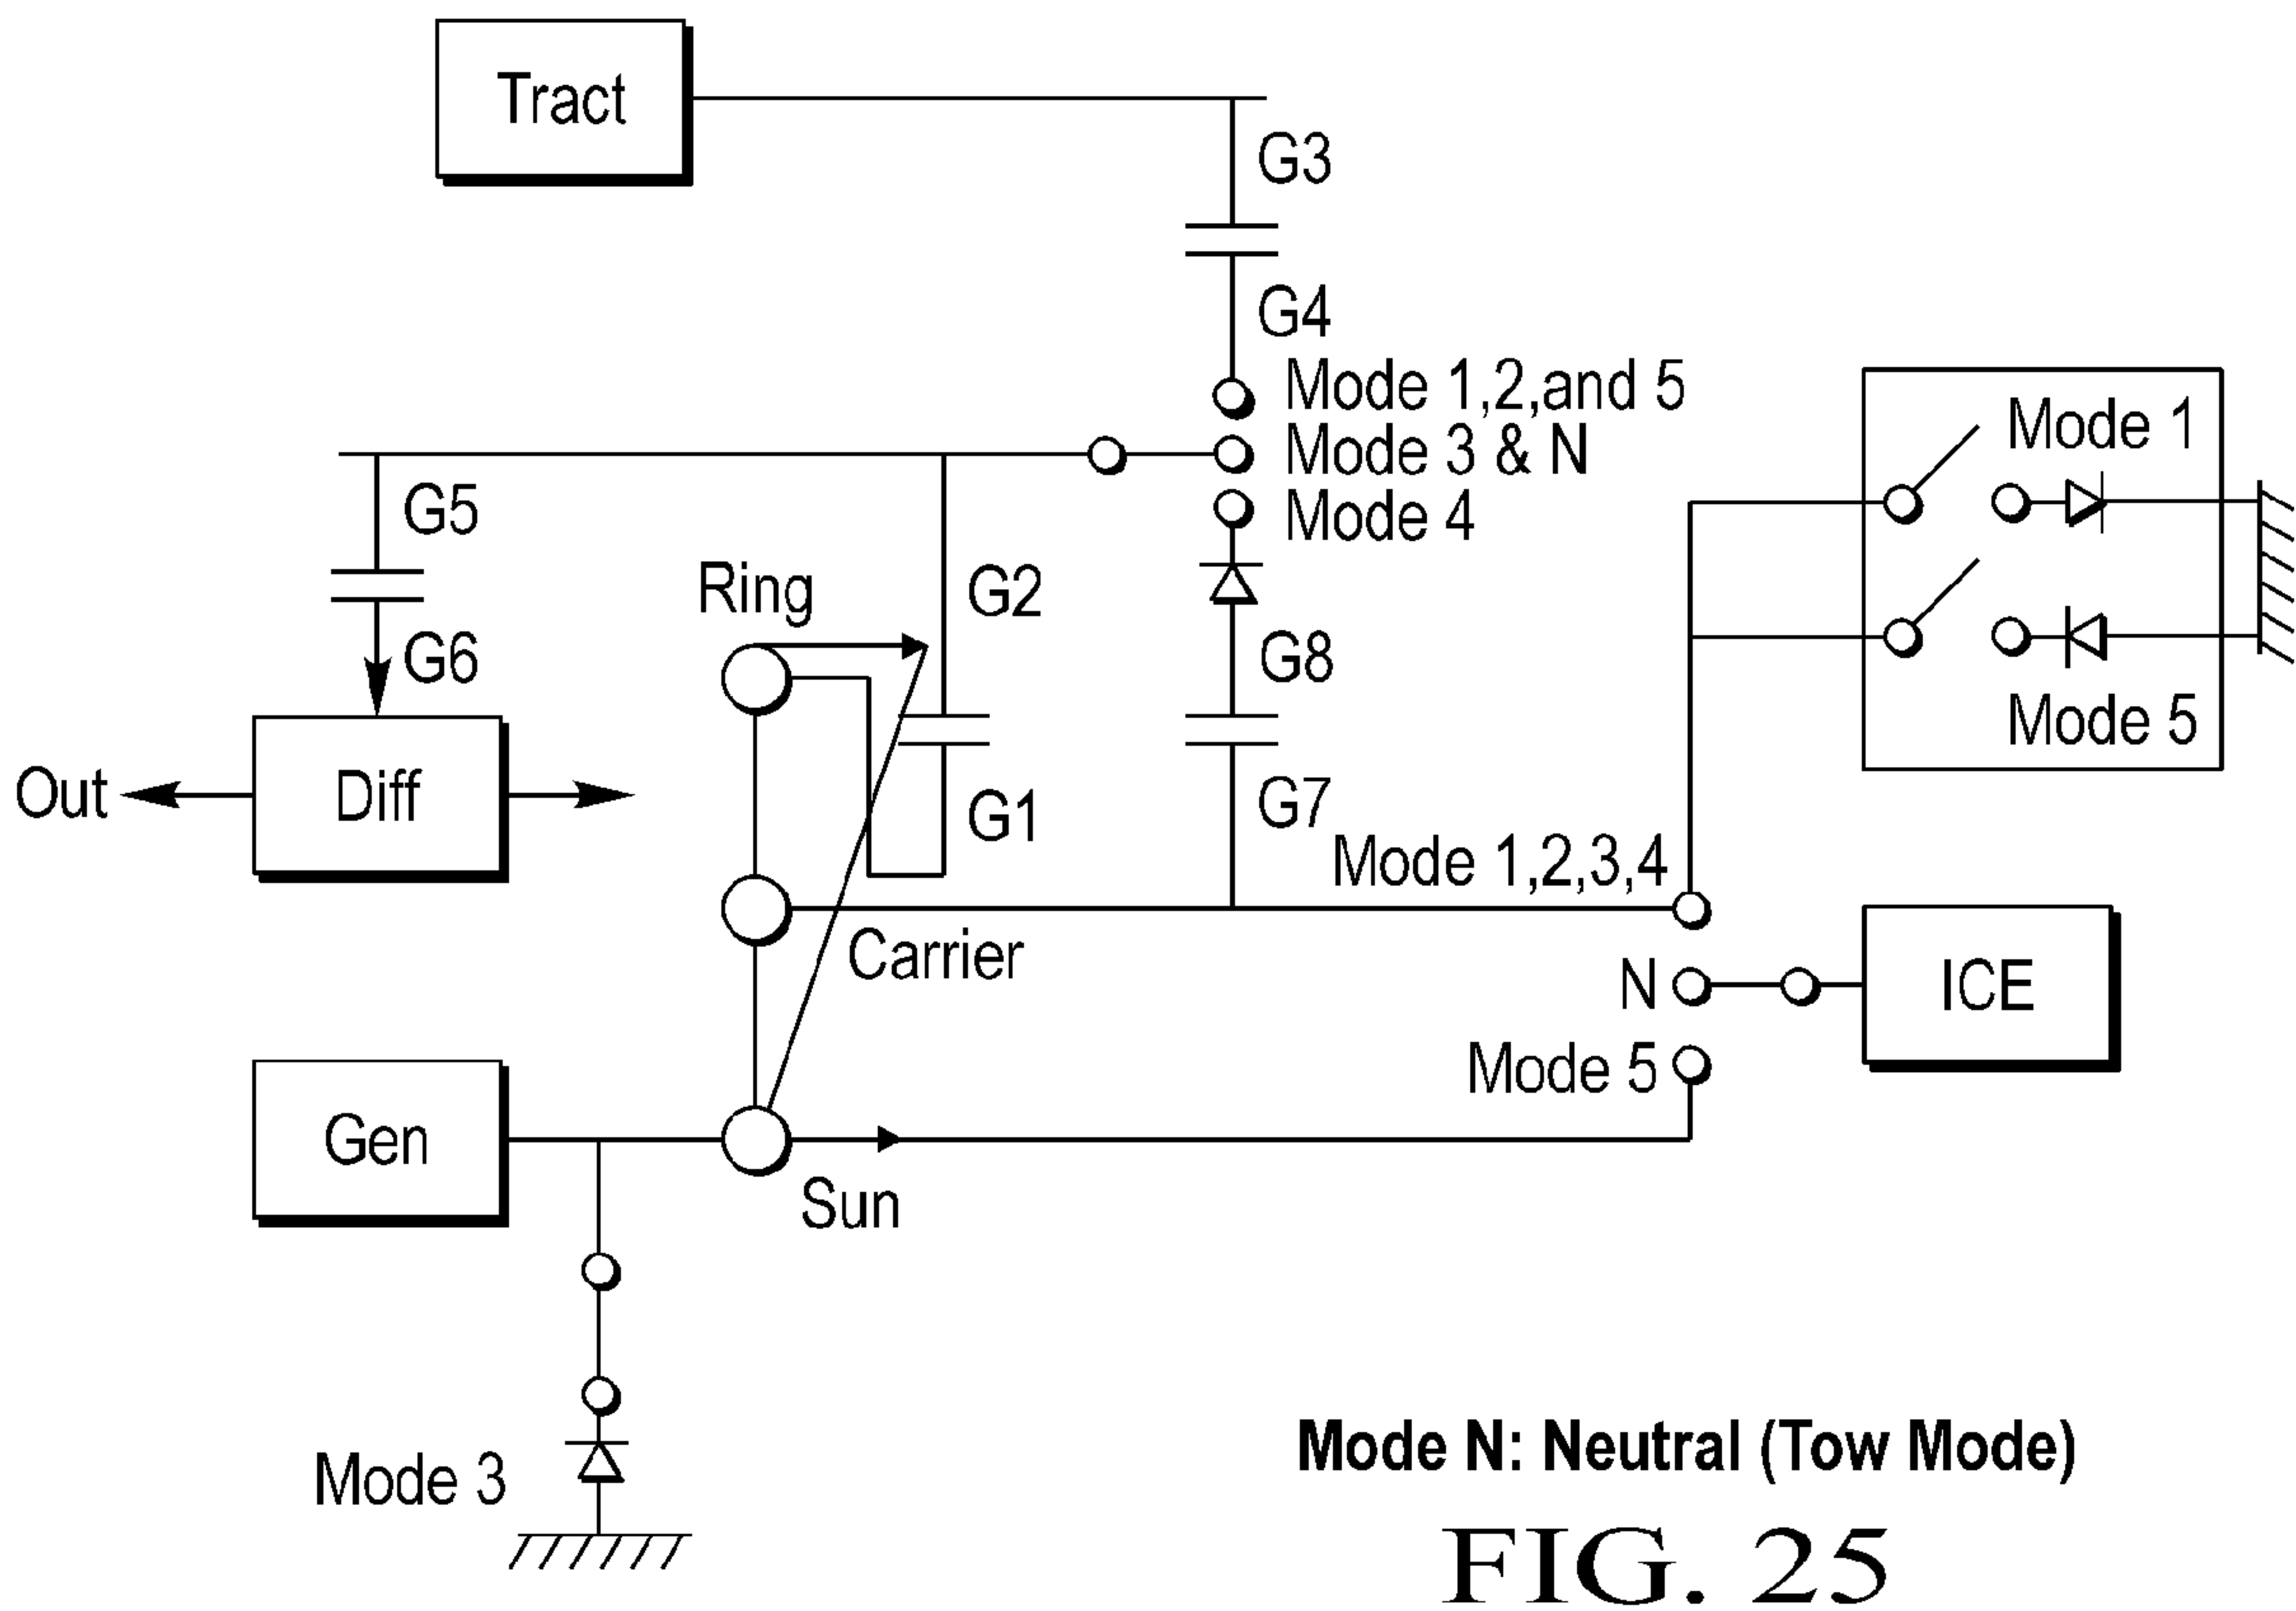 Tract
G3
G4
Mode 1,2,and 5
Mode 3 & N
Mode 4
Mode 1
G5
G6
Ring
G2
G8
Mode 5
Out
Diff
G1
G7
Mode 1,2,3,4
Carrier
N
ICE
Mode 5
Gen
Sun
Mode 3
Mode N: Neutral (Tow Mode)
FIG. 25